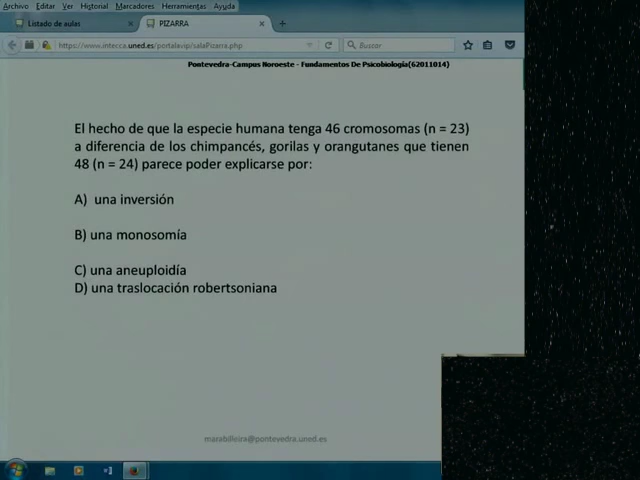 Archivo Editar Ver Historial Marcadores Herramientas Ayuda
Listado de aulas
PIZARRA
https://www.intecca.uned.es/portalavip/salaPizarra.php
Buscar
Pontevedra-Campus Noroeste - Fundamentos De Psicobiología(62011014)
El hecho de que la especie humana tenga 46 cromosomas (n = 23)
a diferencia de los chimpancés, gorilas y orangutanes que tienen
48 (n = 24) parece poder explicarse por:
A) una inversión
B) una monosomía
C) una aneuploidía
D) una traslocación robertsoniana
marabilleira@pontevedra.uned.es